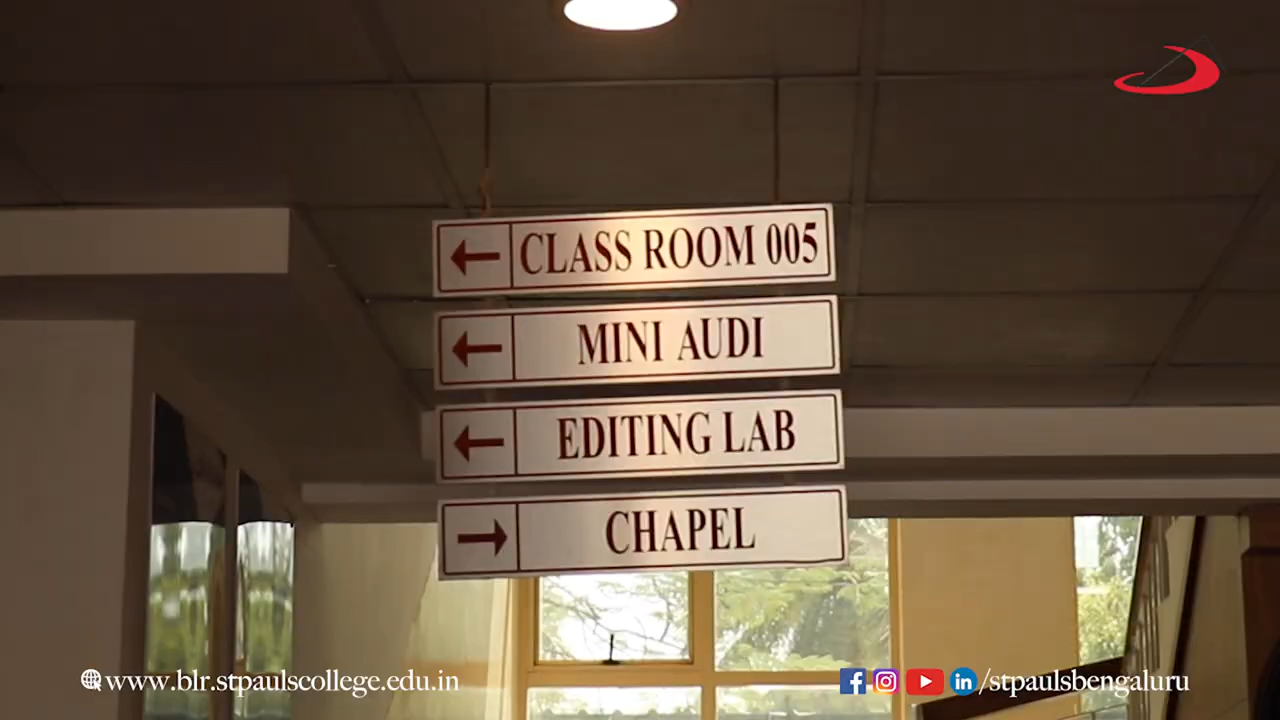 CLASS ROOM 005
MINI AUDI
EDITING LAB
CHAPEL
www.blr.stpaulscollege.edu.in
/stpaulsbengaluru